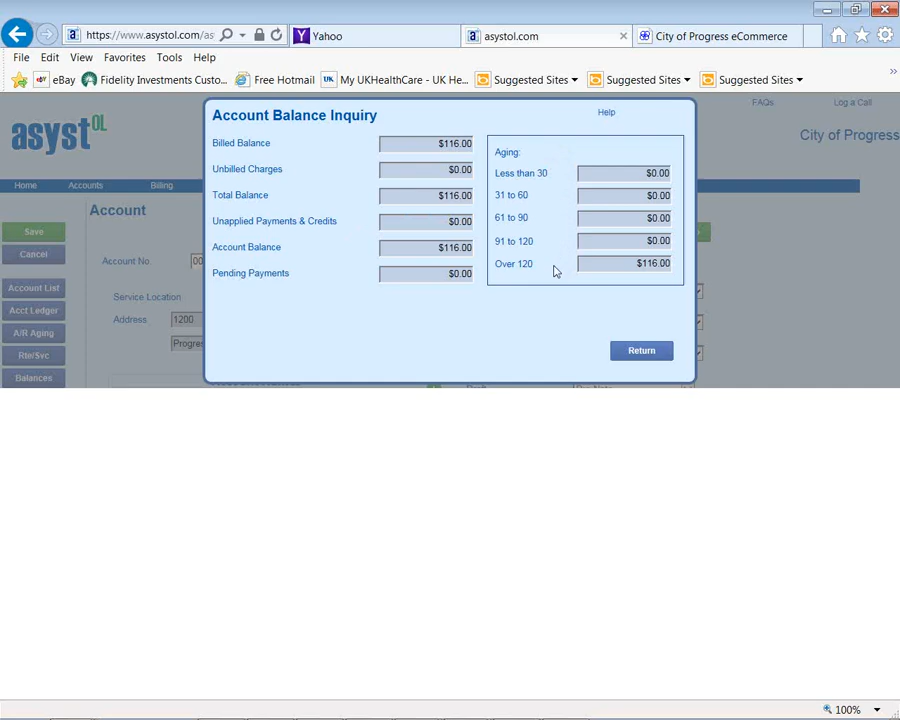 https://www.asystol.com/as
Yahoo
asystol.com
City of Progress eCommerce
File Edit View Favorites Tools Help
eBay Fidelity Investments Custo... Free Hotmail UK My UKHealthCare - UK He... Suggested Sites Suggested Sites Suggested Sites
asyst OL
FAQs
Log a Call
City of Progress
Home Accounts Billing
Account
Save
Cancel
Account No. 00
Account List
Service Location
Acct Ledger
Address 1200
A/R Aging
Progres
Rte/Svc
Balances
Account Balance Inquiry
Help
Billed Balance $116.00
Unbilled Charges $0.00
Total Balance $116.00
Unapplied Payments & Credits $0.00
Account Balance $116.00
Pending Payments $0.00
Aging:
Less than 30 $0.00
31 to 60 $0.00
61 to 90 $0.00
91 to 120 $0.00
Over 120 $116.00
Return
100%